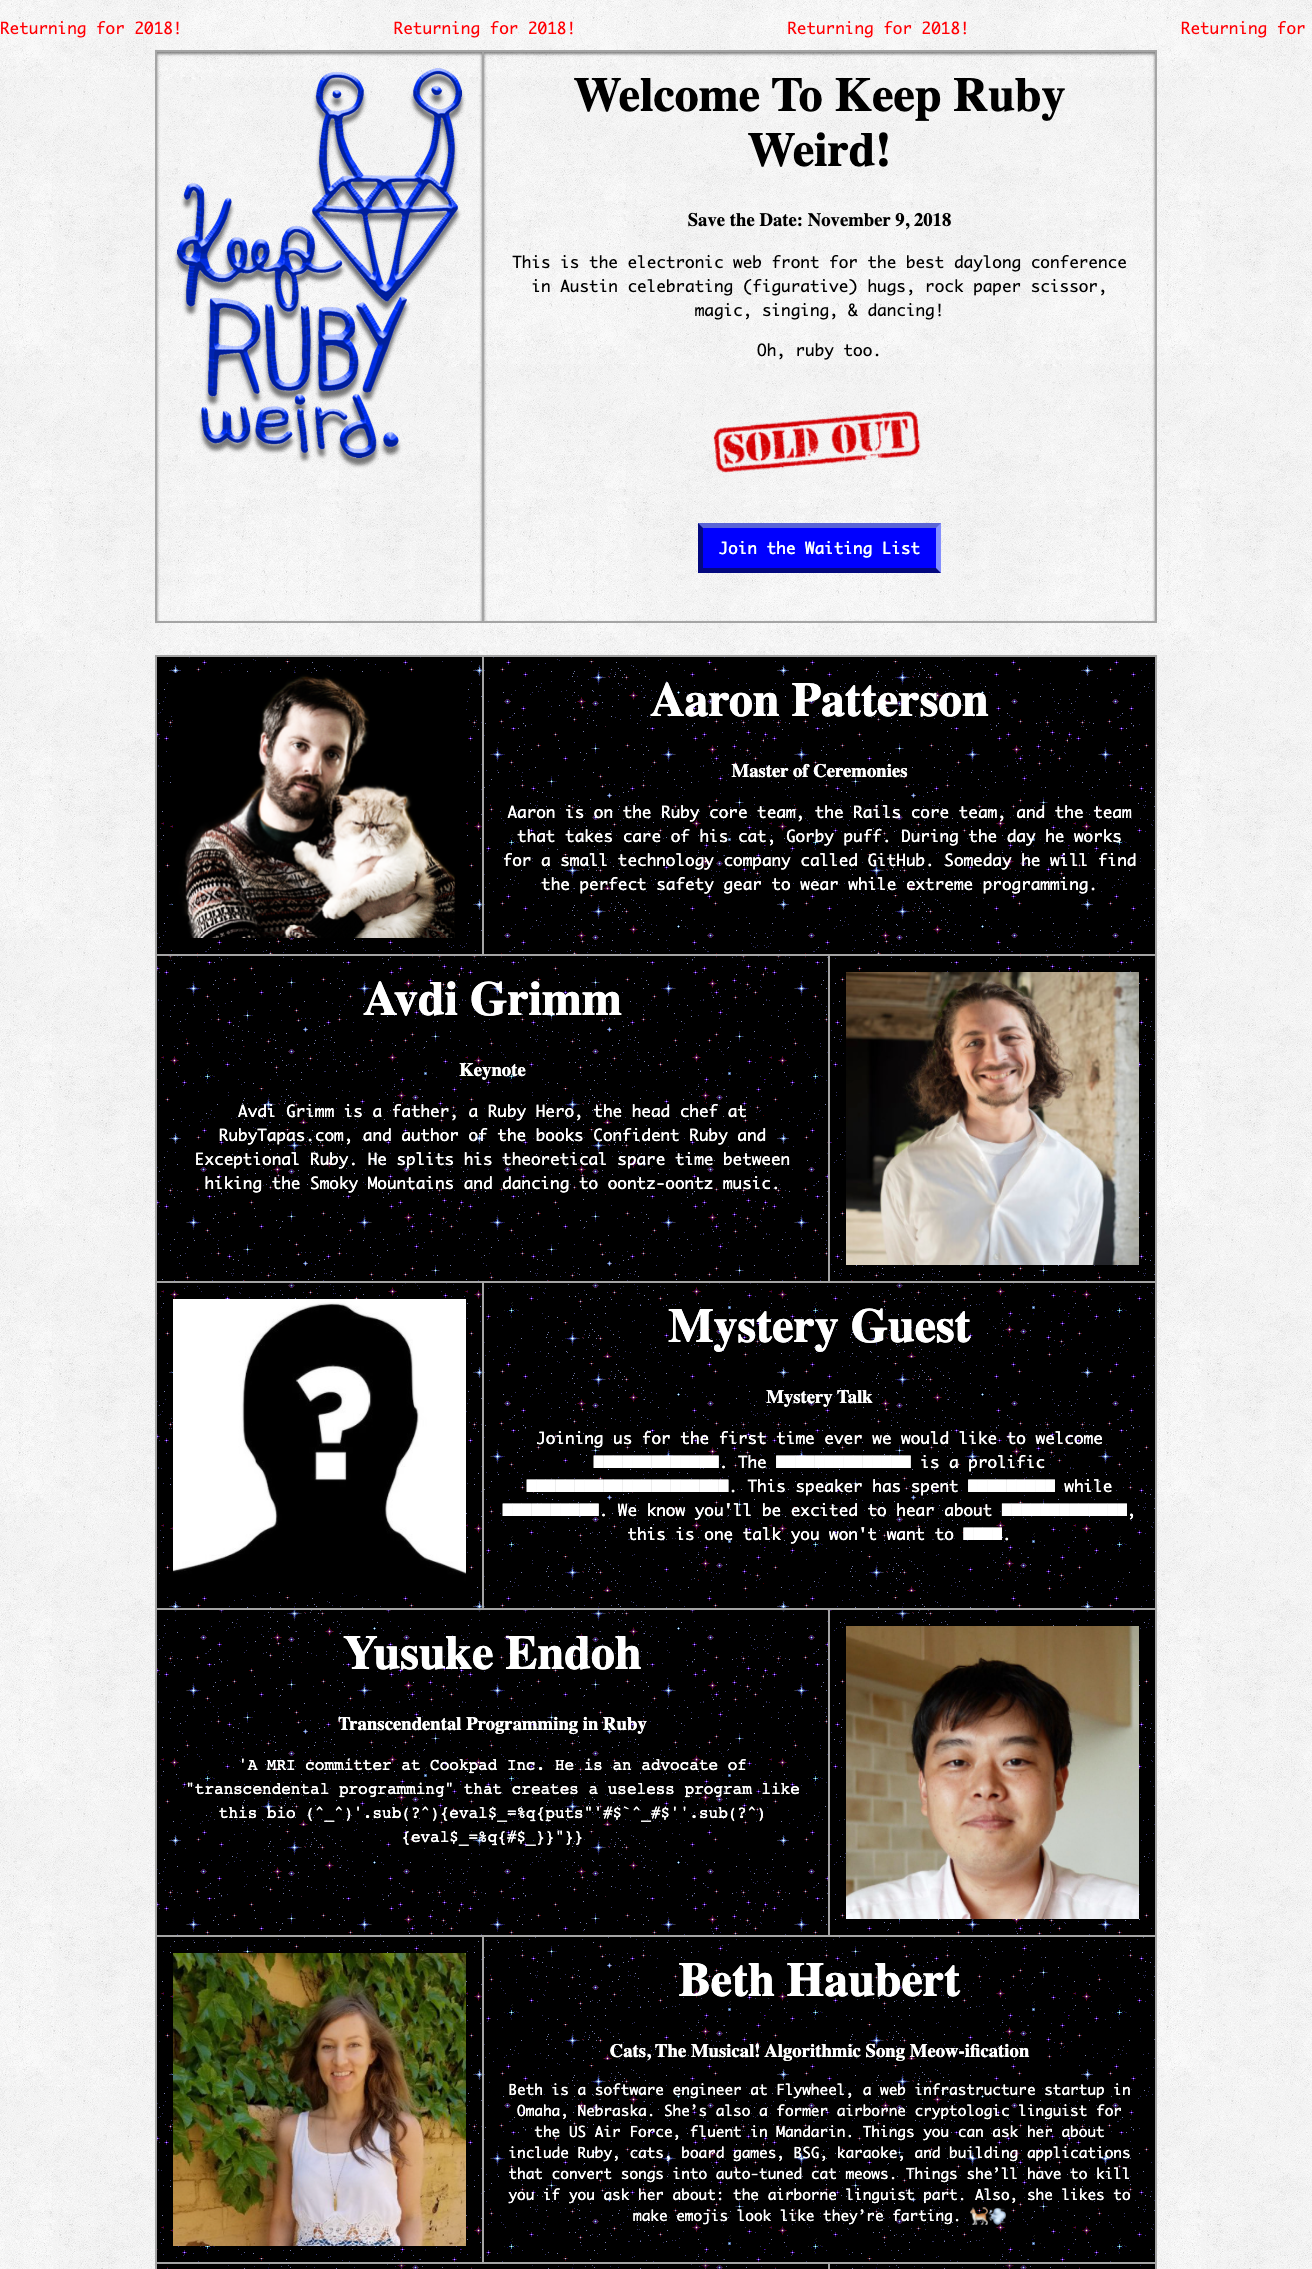 Returning for 2018! Returning for 2018! Returning for 2018! Returning for
Keep
RUBY
weird.
Welcome To Keep Ruby
Weird!
Save the Date: November 9, 2018
This is the electronic web front for the best daylong conference
in Austin celebrating (figurative) hugs, rock paper scissor,
magic, singing, & dancing!
Oh, ruby too.
SOLD OUT
Join the Waiting List
Aaron Patterson
Master of Ceremonies
Aaron is on the Ruby core team, the Rails core team, and the team
that takes care of his cat, Gorby puff. During the day he works
for a small technology company called GitHub. Someday he will find
the perfect safety gear to wear while extreme programming.
Avdi Grimm
Keynote
Avdi Grimm is a father, a Ruby Hero, the head chef at
RubyTapas.com, and author of the books Confident Ruby and
Exceptional Ruby. He splits his theoretical spare time between
hiking the Smoky Mountains and dancing to oontz-oontz music.
?
Mystery Guest
Mystery Talk
Joining us for the first time ever we would like to welcome
. The is a prolific
. This speaker has spent while
. We know you'll be excited to hear about ,
this is one talk you won't want to .
Yusuke Endoh
Transcendental Programming in Ruby
'A MRI committer at Cookpad Inc. He is an advocate of
"transcendental programming" that creates a useless program like
this bio (^_^)'.sub(?^){eval$_=%q{puts"'#$`^_#$''.sub(?^)
{eval$_=%q{#$_}}"}}
Beth Haubert
Cats, The Musical! Algorithmic Song Meow-ification
Beth is a software engineer at Flywheel, a web infrastructure startup in
Omaha, Nebraska. She’s also a former airborne cryptologic linguist for
the US Air Force, fluent in Mandarin. Things you can ask her about
include Ruby, cats, board games, BSG, karaoke, and building applications
that convert songs into auto-tuned cat meows. Things she’ll have to kill
you if you ask her about: the airborne linguist part. Also, she likes to
make emojis look like they’re farting. 🐈💨